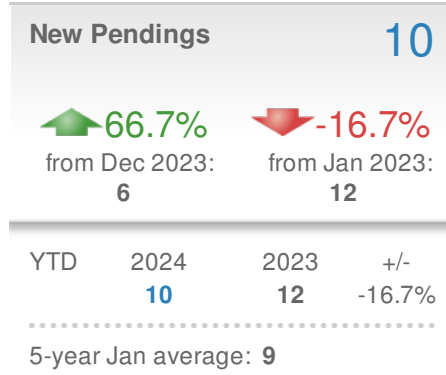 New Pendings 10
66.7% -16.7%
from Dec 2023: from Jan 2023:
6 12
YTD 2024 2023 +/-
10 12 -16.7%
5-year Jan average: 9